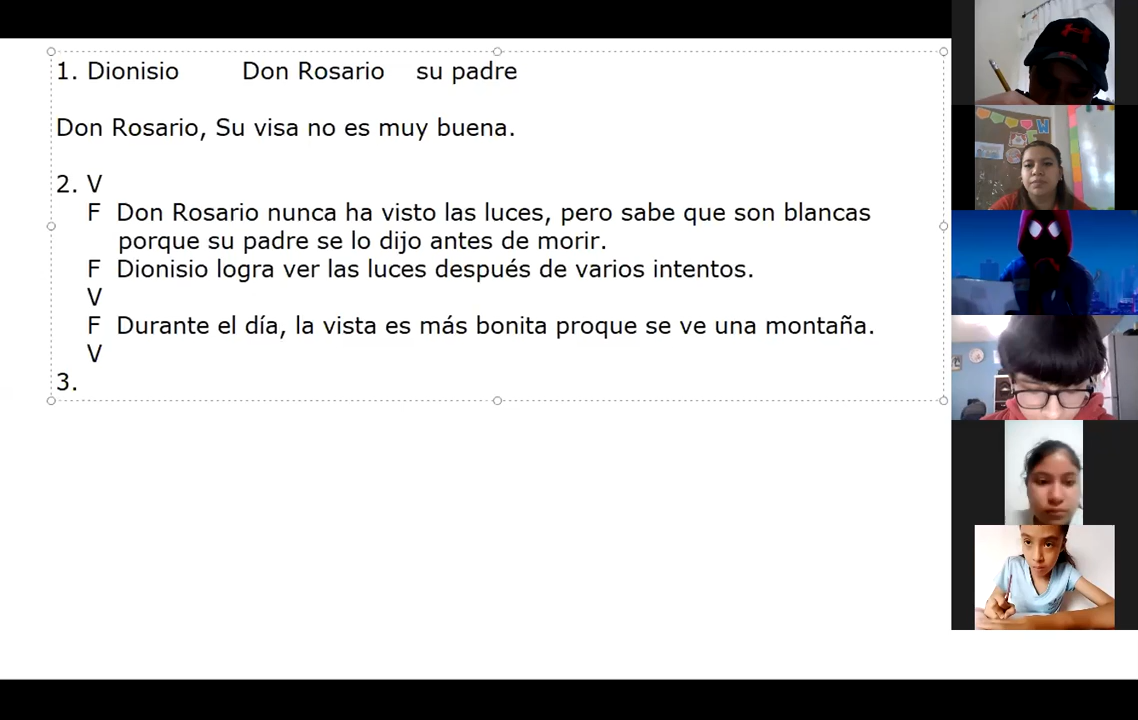 1. Dionisio Don Rosario su padre
Don Rosario, Su visa no es muy buena.
2. V
F Don Rosario nunca ha visto las luces, pero sabe que son blancas
porque su padre se lo dijo antes de morir.
F Dionisio logra ver las luces después de varios intentos.
V
F Durante el día, la vista es más bonita proque se ve una montaña.
V
3.